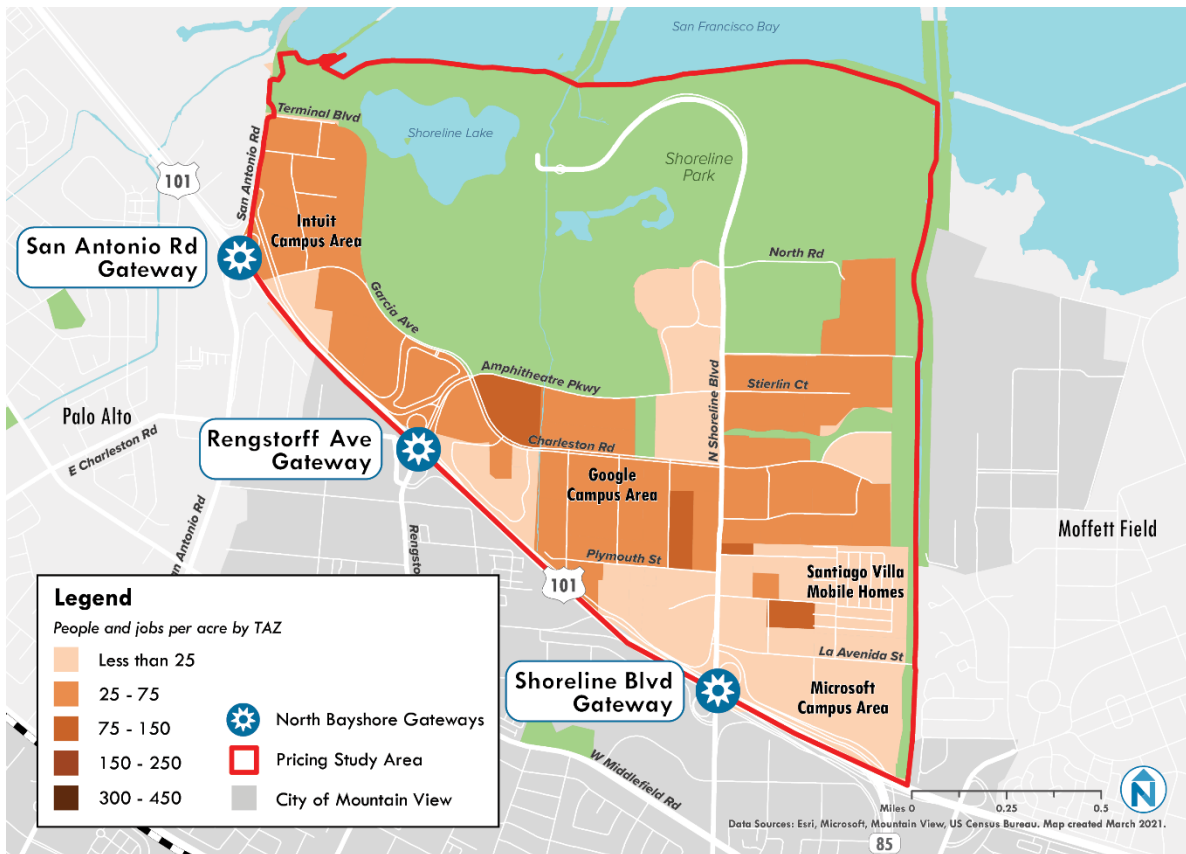 San Francisco Bay
Terminal Blvd
Shoreline Lake
San Antonio Rd
101
Shoreline
Park
Intuit
Campus Area
San Antonio Rd
Gateway
North Rd
Garcia Ave
Amphitheatre Pkwy
Stierlin Ct
N Shoreline Blvd
Palo Alto
E Charleston Rd
Rengstorff Ave
Gateway
Charleston Rd
Google
Campus Area
Moffett Field
an Antonio Rd
Rengsto
Plymouth St
101
Santiago Villa
Mobile Homes
La Avenida St
Shoreline Blvd
Gateway
Microsoft
Campus Area
W Middlefield Rd
Legend
People and jobs per acre by TAZ
Less than 25
25 - 75
75 - 150
150 - 250
300 - 450
North Bayshore Gateways
Pricing Study Area
City of Mountain View
N
Miles 0 0.25 0.5
Data Sources: Esri, Microsoft, Mountain View, US Census Bureau. Map created March 2021.
85